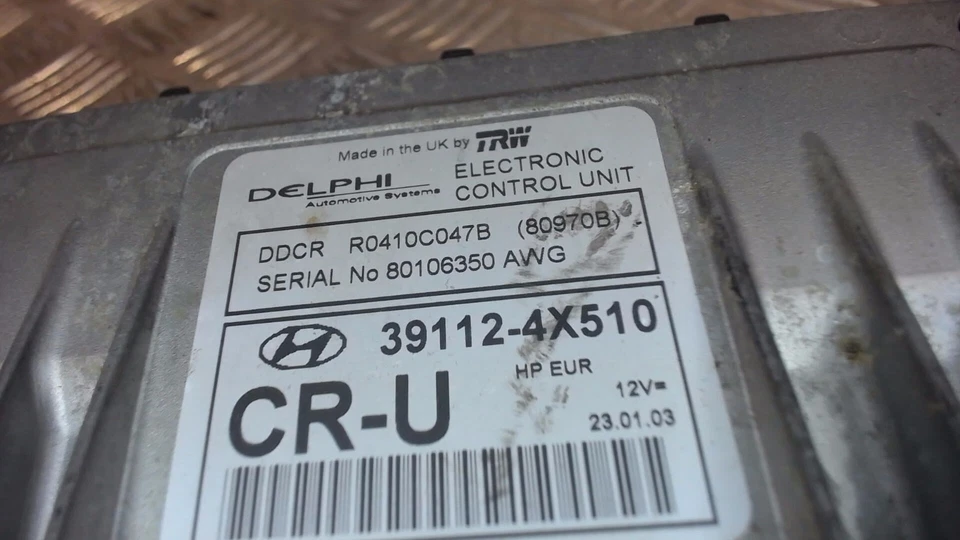 Made in the UK by TRW
DELPHI
Automotive Systems
ELECTRONIC
CONTROL UNIT
DDCR R0410C047B (80970B)
SERIAL No 80106350 AWG
39112-4X510
HP EUR
CR-U
12V=
23.01.03